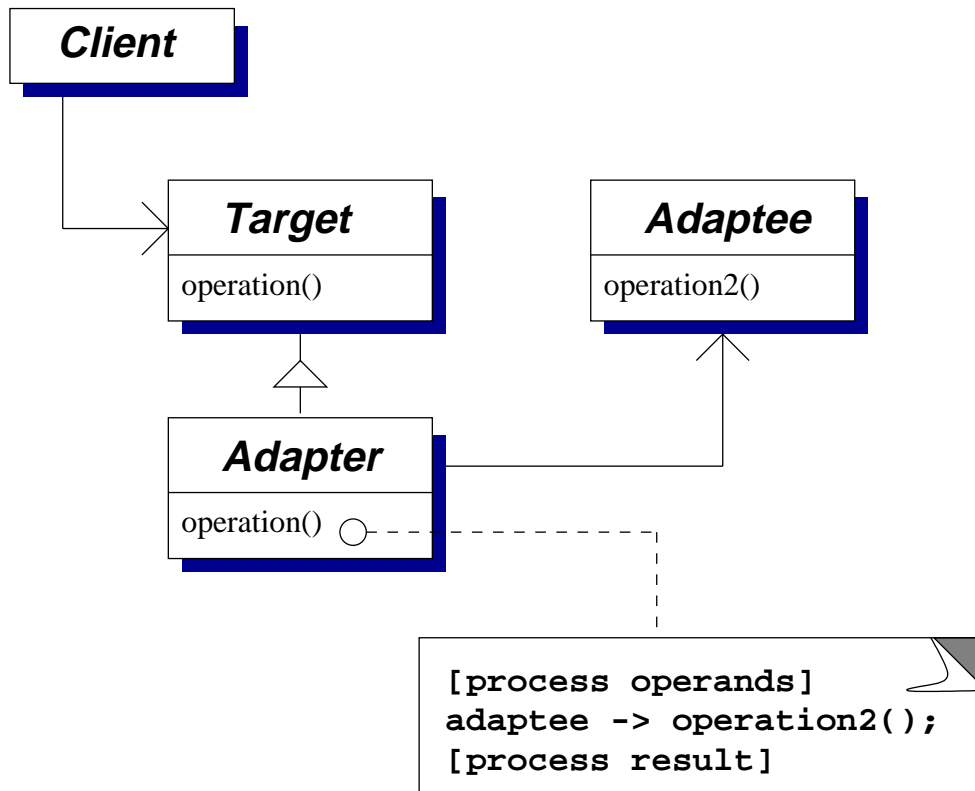 Client
Target
operation()
Adaptee
operation2()
Adapter
operation()
[process operands]
adaptee -> operation2();
[process result]